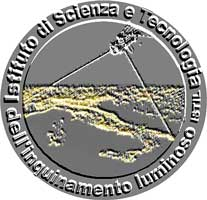 Istituto di Scienza e Tecnologia
dell'inquinamento luminoso
ISTIL